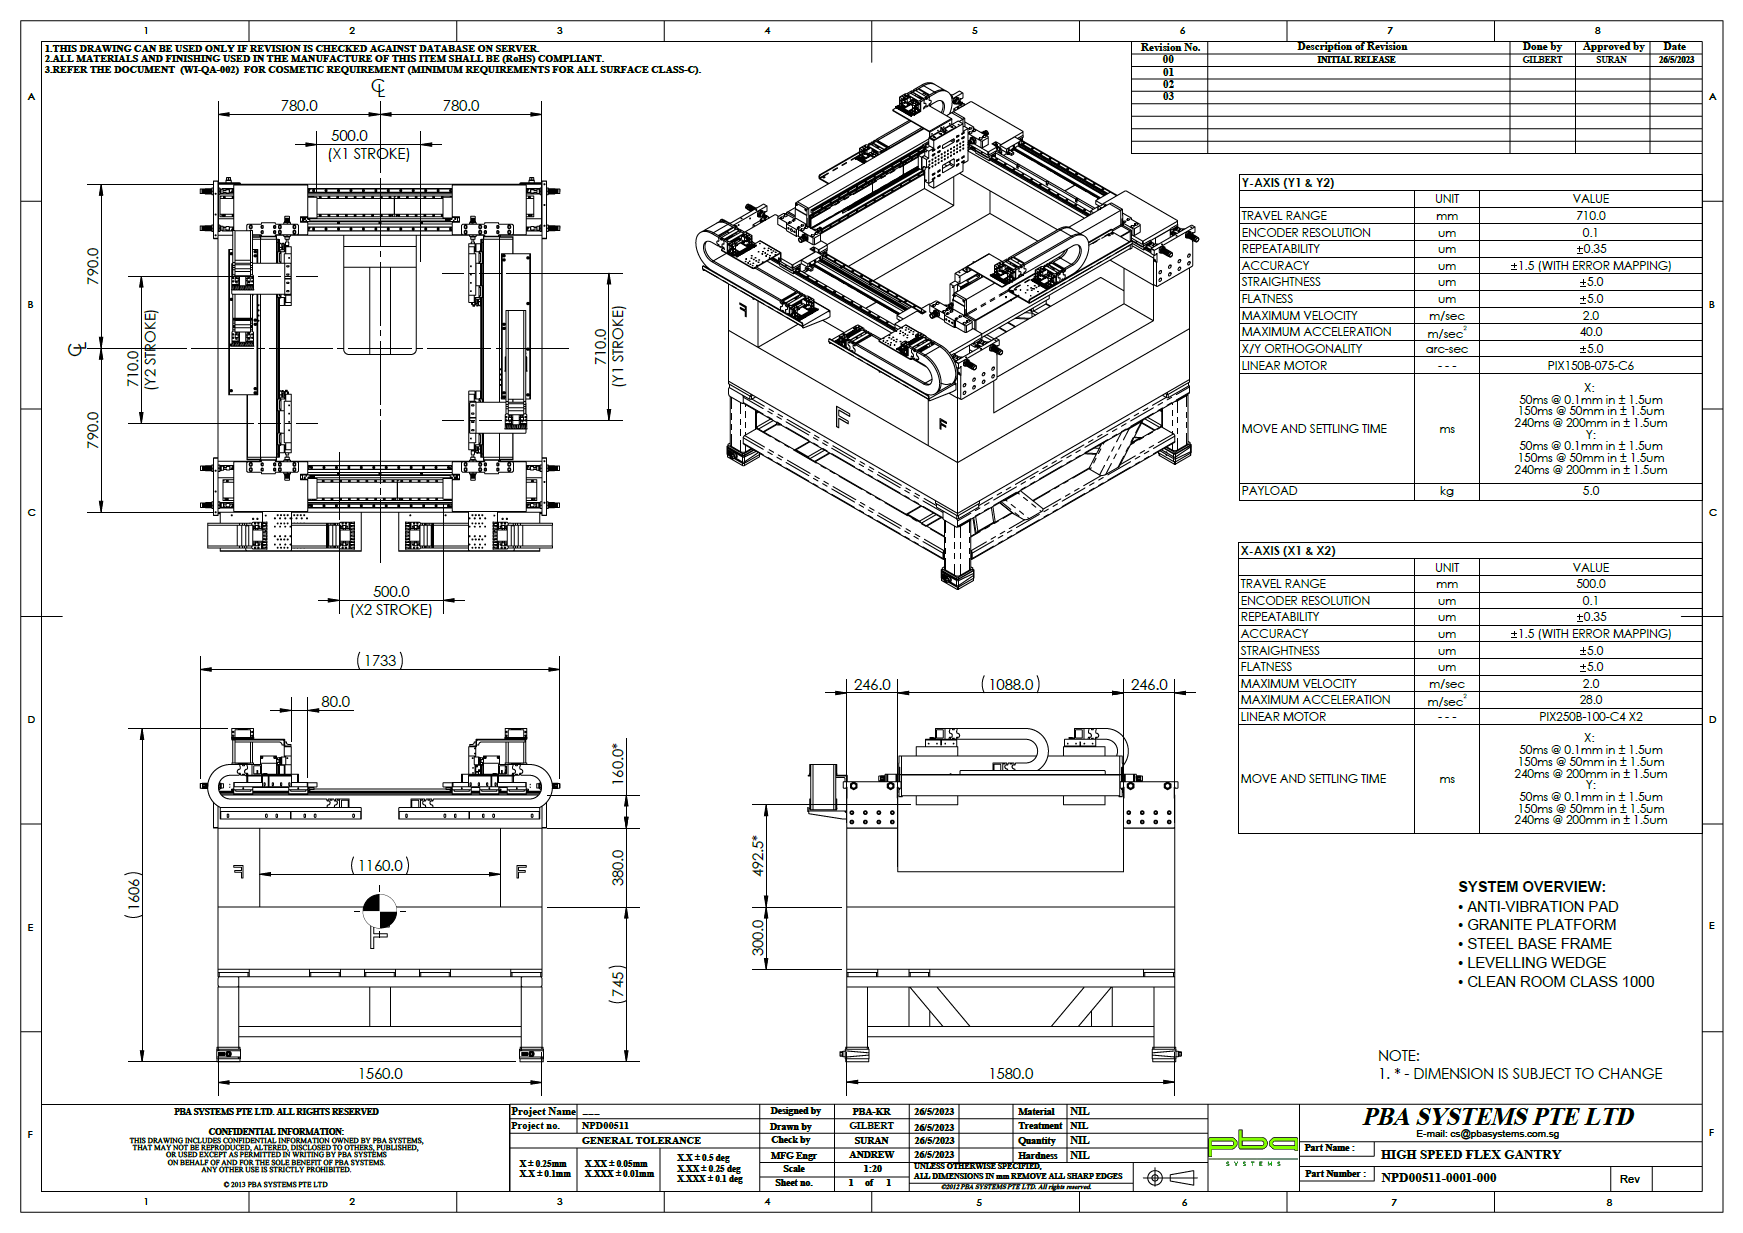 1 2 3 4 5 6 7 8
1.THIS DRAWING CAN BE USED ONLY IF REVISION IS CHECKED AGAINST DATABASE ON SERVER.
2.ALL MATERIALS AND FINISHING USED IN THE MANUFACTURE OF THIS ITEM SHALL BE (RoHS) COMPLIANT.
3.REFER THE DOCUMENT (WI-QA-002) FOR COSMETIC REQUIREMENT (MINIMUM REQUIREMENTS FOR ALL SURFACE CLASS-C).
Revision No. Description of Revision Done by Approved by Date
00 INITIAL RELEASE GILBERT SURAN 26/5/2023
01
02
03
A A
B B
C C
D D
E E
F F
780.0 780.0
500.0
(X1 STROKE)
790.0
790.0
710.0
(Y2 STROKE)
710.0
(Y1 STROKE)
500.0
(X2 STROKE)
F
F
F
Y-AXIS (Y1 & Y2)
UNIT VALUE
TRAVEL RANGE mm 710.0
ENCODER RESOLUTION um 0.1
REPEATABILITY um ±0.35
ACCURACY um ±1.5 (WITH ERROR MAPPING)
STRAIGHTNESS um ±5.0
FLATNESS um ±5.0
MAXIMUM VELOCITY m/sec 2.0
MAXIMUM ACCELERATION m/sec² 40.0
X/Y ORTHOGONALITY arc-sec ±5.0
LINEAR MOTOR - - - PIX150B-075-C6
MOVE AND SETTLING TIME ms
X:
50ms @ 0.1mm in ± 1.5um
150ms @ 50mm in ± 1.5um
240ms @ 200mm in ± 1.5um
Y:
50ms @ 0.1mm in ± 1.5um
150ms @ 50mm in ± 1.5um
240ms @ 200mm in ± 1.5um
PAYLOAD kg 5.0
X-AXIS (X1 & X2)
UNIT VALUE
TRAVEL RANGE mm 500.0
ENCODER RESOLUTION um 0.1
REPEATABILITY um ±0.35
ACCURACY um ±1.5 (WITH ERROR MAPPING)
STRAIGHTNESS um ±5.0
FLATNESS um ±5.0
MAXIMUM VELOCITY m/sec 2.0
MAXIMUM ACCELERATION m/sec² 28.0
LINEAR MOTOR - - - PIX250B-100-C4 X2
MOVE AND SETTLING TIME ms
X:
50ms @ 0.1mm in ± 1.5um
150ms @ 50mm in ± 1.5um
240ms @ 200mm in ± 1.5um
Y:
50ms @ 0.1mm in ± 1.5um
150ms @ 50mm in ± 1.5um
240ms @ 200mm in ± 1.5um
(1733)
80.0
160.0*
(1160.0)
380.0
(1606)
(745)
F
F
F
1560.0
246.0 (1088.0) 246.0
492.5*
300.0
1580.0
SYSTEM OVERVIEW:
• ANTI-VIBRATION PAD
• GRANITE PLATFORM
• STEEL BASE FRAME
• LEVELLING WEDGE
• CLEAN ROOM CLASS 1000
NOTE:
1. * - DIMENSION IS SUBJECT TO CHANGE
PBA SYSTEMS PTE LTD. ALL RIGHTS RESERVED
CONFIDENTIAL INFORMATION:
THIS DRAWING INCLUDES CONFIDENTIAL INFORMATION OWNED BY PBA SYSTEMS,
THAT MAY NOT BE REPRODUCED, ALTERED, DISCLOSED TO OTHERS, PUBLISHED,
OR USED EXCEPT AS PERMITTED IN WRITING BY PBA SYSTEMS
ON BEHALF OF AND FOR THE SOLE BENEFIT OF PBA SYSTEMS.
ANY OTHER USE IS STRICTLY PROHIBITED.
© 2013 PBA SYSTEMS PTE LTD
Project Name ___
Project no. NPD00511
GENERAL TOLERANCE
X ± 0.25mm
X.X ± 0.1mm
X.XX ± 0.05mm
X.XXX ± 0.01mm
X.X ± 0.5 deg
X.XX ± 0.25 deg
X.XXX ± 0.1 deg
Designed by PBA-KR 26/5/2023
Drawn by GILBERT 26/5/2023
Check by SURAN 26/5/2023
MFG Engr ANDREW 26/5/2023
Scale 1:20
Sheet no. 1 of 1
Material NIL
Treatment NIL
Quantity NIL
Hardness NIL
UNLESS OTHERWISE SPECIFIED,
ALL DIMENSIONS IN mm REMOVE ALL SHARP EDGES
©2012 PBA SYSTEMS PTE LTD. All rights reserved.
pba
SYSTEMS
PBA SYSTEMS PTE LTD
E-mail: cs@pbasystems.com.sg
Part Name : HIGH SPEED FLEX GANTRY
Part Number : NPD00511-0001-000 Rev
1 2 3 4 5 6 7 8